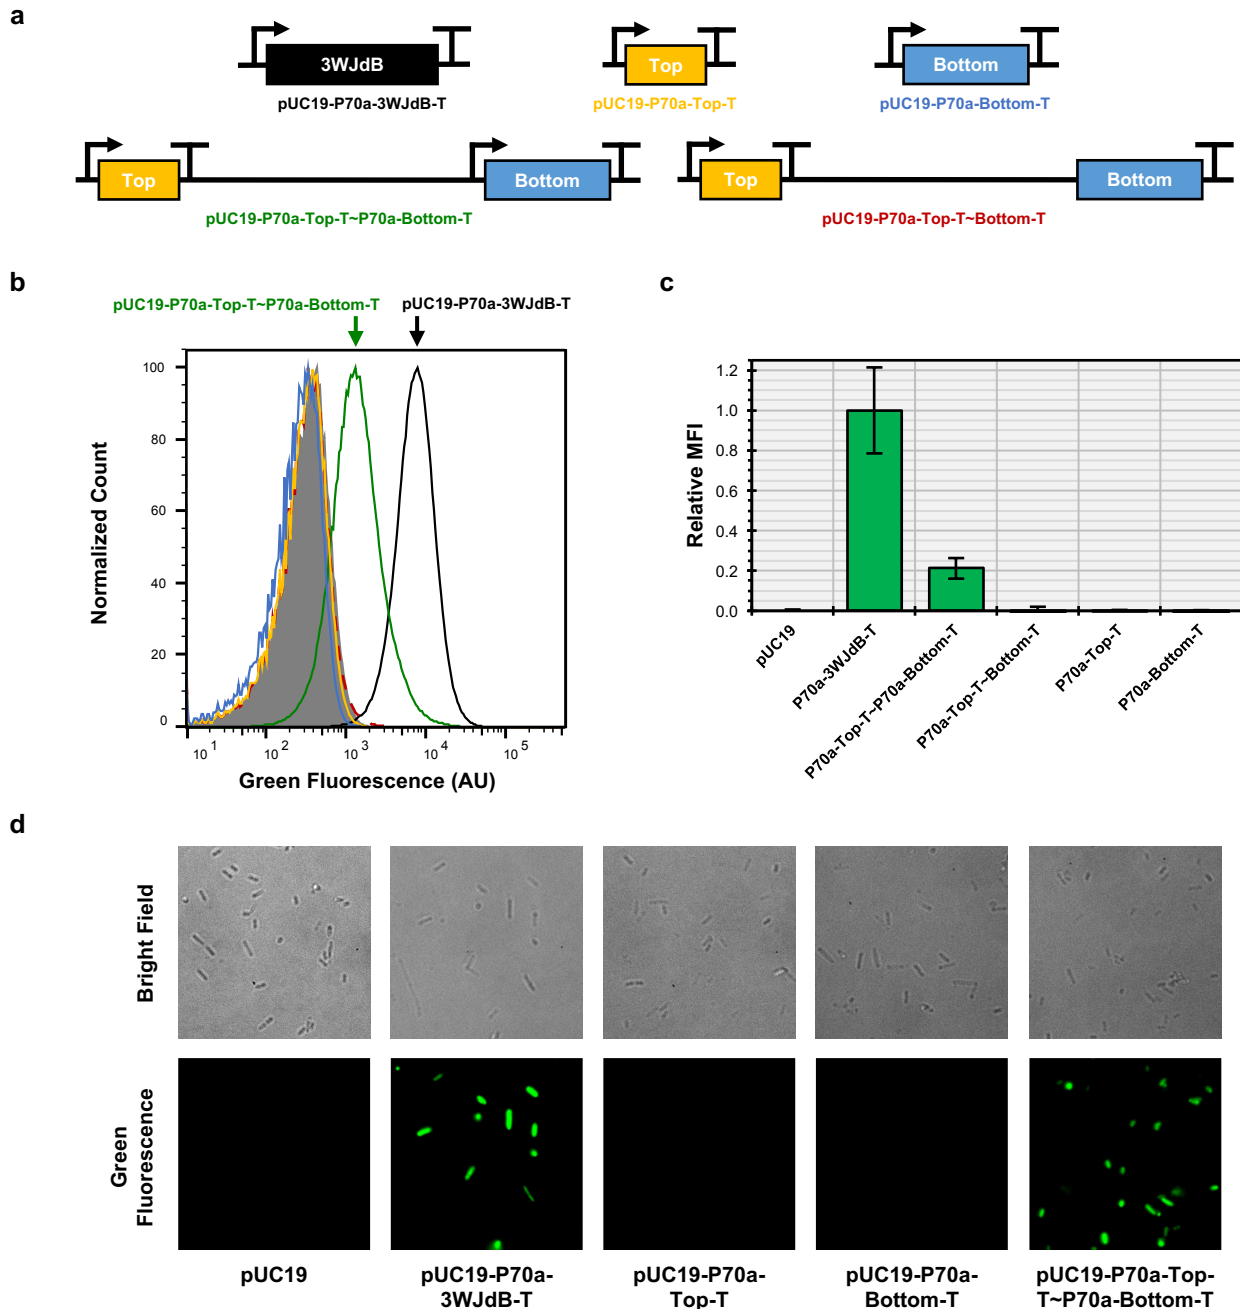 a
3WJdB
Top
Bottom
pUC19-P70a-3WJdB-T
pUC19-P70a-Top-T
pUC19-P70a-Bottom-T
Top
Bottom
Top
Bottom
pUC19-P70a-Top-T~P70a-Bottom-T
pUC19-P70a-Top-T~Bottom-T
b
pUC19-P70a-Top-T~P70a-Bottom-T
pUC19-P70a-3WJdB-T
Normalized Count
100
80
60
40
20
0
10 1
10 2
10 3
10 4
10 5
Green Fluorescence (AU)
c
Relative MFI
1.2
1.0
0.8
0.6
0.4
0.2
0.0
pUC19
P70a-3WJdB-T
P70a-Top-T~P70a-Bottom-T
P70a-Top-T~Bottom-T
P70a-Top-T
P70a-Bottom-T
d
Bright Field
Green
Fluorescence
pUC19
pUC19-P70a-
3WJdB-T
pUC19-P70a-
Top-T
pUC19-P70a-
Bottom-T
pUC19-P70a-Top-
T~P70a-Bottom-T